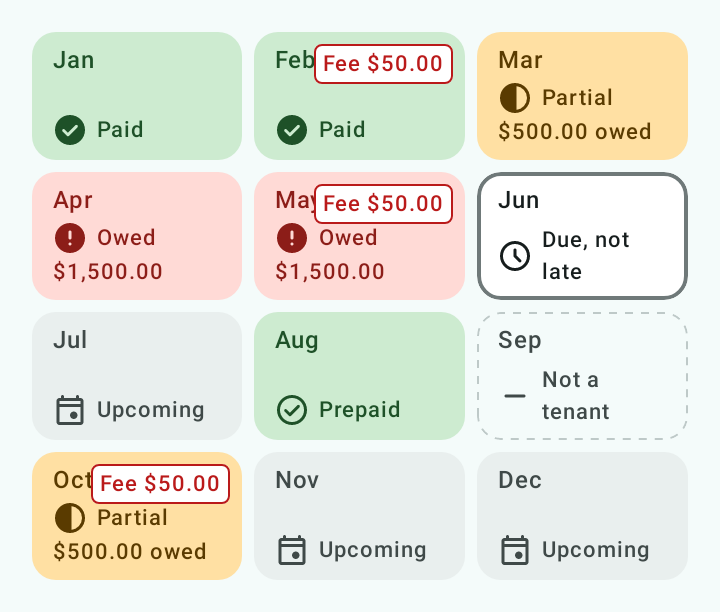 Jan
Paid
Feb
Fee $50.00
Paid
Mar
Partial
$500.00 owed
Apr
Owed
$1,500.00
May
Fee $50.00
Owed
$1,500.00
Jun
Due, not
late
Jul
Upcoming
Aug
Prepaid
Sep
Not a
tenant
Oct
Fee $50.00
Partial
$500.00 owed
Nov
Upcoming
Dec
Upcoming